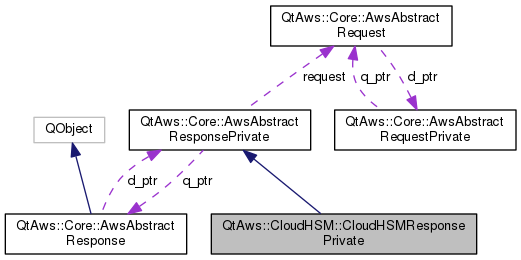 QtAws::Core::AwsAbstract
Request
request
q_ptr
d_ptr
QObject
QtAws::Core::AwsAbstract
ResponsePrivate
QtAws::Core::AwsAbstract
RequestPrivate
d_ptr
q_ptr
QtAws::Core::AwsAbstract
Response
QtAws::CloudHSM::CloudHSMResponse
Private